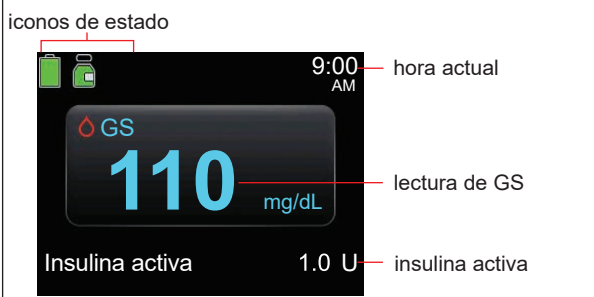 iconos de estado
9:00
AM
hora actual
GS
110
mg/dL
lectura de GS
Insulina activa
1.0 U
insulina activa